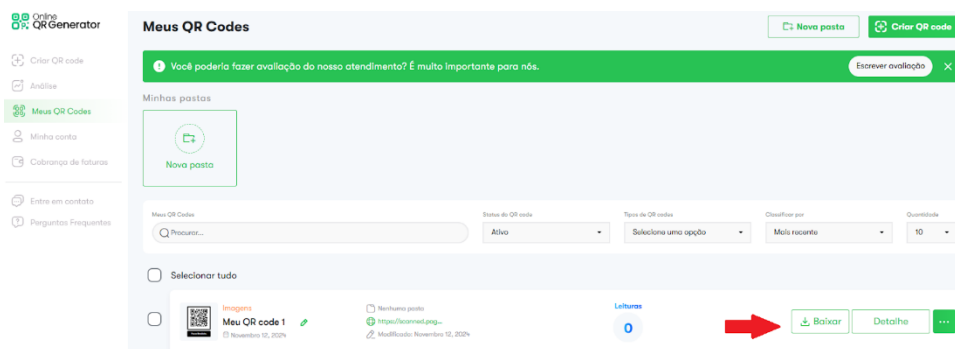 Online
QR Generator
Meus QR Codes
Nova pasta
Criar QR code
Criar QR code
Análise
Meus QR Codes
Minha conta
Cobrança de faturas
Entre em contato
Perguntas Frequentes
Você poderia fazer avaliação do nosso atendimento? É muito importante para nós.
Escrever avaliação
Minhas pastas
Nova pasta
Meus QR Codes
Procurar...
Status do QR code
Ativo
Tipos de QR codes
Seleciona uma opção
Classificar por
Mais recente
Quantidade
10
Selecionar tudo
Imagens
Meu QR code 1
Novembro 12, 2024
Nenhuma pasta
https://scanned.pag...
Modificado: Novembro 12, 2024
Leituras
0
Baixar
Detalhe